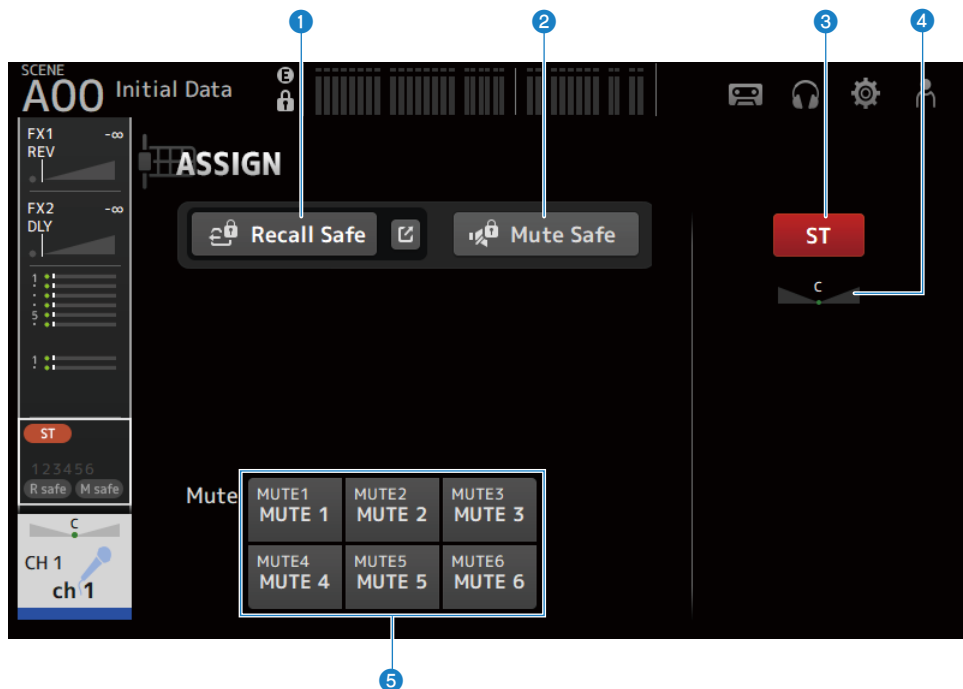 1 2 3 4
SCENE
A00 Initial Data
E
FX1 -∞
REV
ASSIGN
FX2 -∞
DLY
Recall Safe
Mute Safe
ST
C
1
5
1
ST
123456
R safe M safe
Mute
MUTE1 MUTE2 MUTE3
MUTE 1 MUTE 2 MUTE 3
MUTE4 MUTE5 MUTE6
MUTE 4 MUTE 5 MUTE 6
C
CH 1
ch 1
5